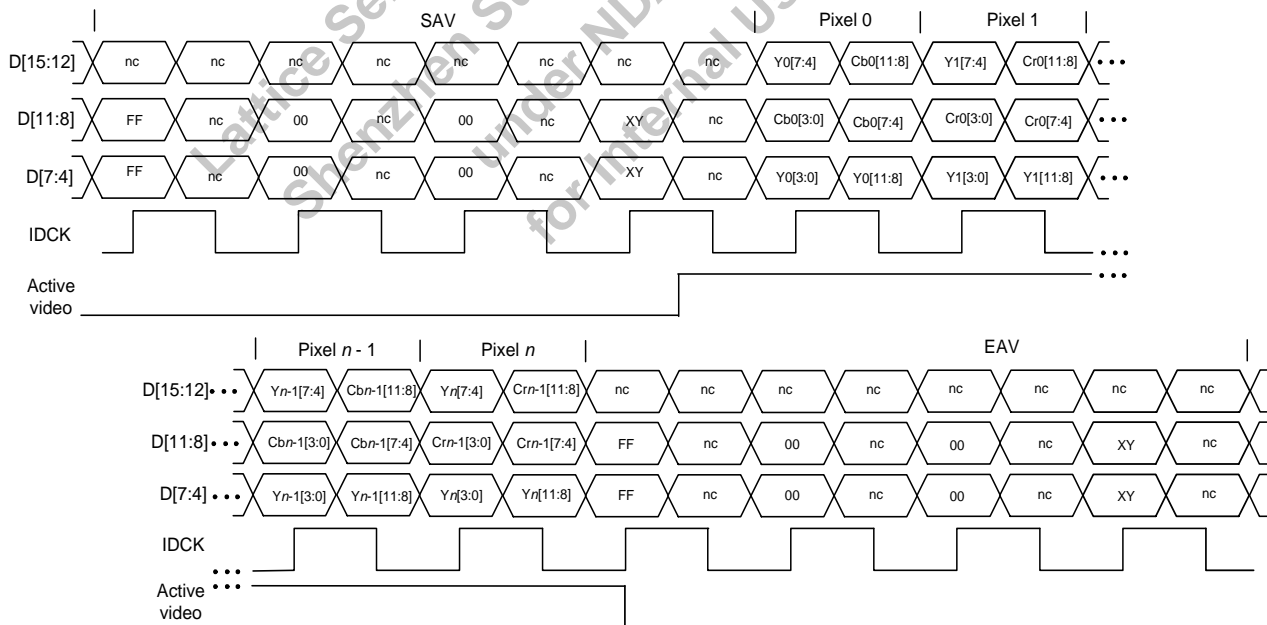 SAV Pixel 0 Pixel 1
D[15:12] nc nc nc nc nc nc nc nc Y0[7:4] Cb0[11:8] Y1[7:4] Cr0[11:8]
D[11:8] FF nc 00 nc 00 nc XY nc Cb0[3:0] Cb0[7:4] Cr0[3:0] Cr0[7:4]
D[7:4] FF nc 00 nc 00 nc XY nc Y0[3:0] Y0[11:8] Y1[3:0] Y1[11:8]
IDCK
Active
video
Lattice
Shenzhen
under
for Internal
Pixel n - 1 Pixel n EAV
D[15:12] Yn-1[7:4] Cbn-1[11:8] Yn[7:4] Crn-1[11:8] nc nc nc nc nc nc nc nc
D[11:8] Cbn-1[3:0] Cbn-1[7:4] Crn-1[3:0] Crn-1[7:4] FF nc 00 nc 00 nc XY nc
D[7:4] Yn-1[3:0] Yn-1[11:8] Yn[3:0] Yn[11:8] FF nc 00 nc 00 nc XY nc
IDCK
Active
video